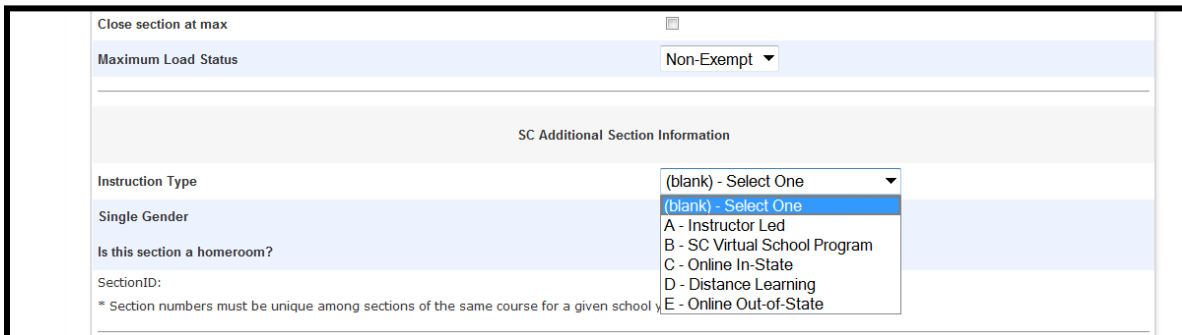 Close section at max
Maximum Load Status Non-Exempt
SC Additional Section Information
Instruction Type (blank) - Select One
(blank) - Select One
Single Gender
A - Instructor Led
B - SC Virtual School Program
Is this section a homeroom?
C - Online In-State
SectionID:
D - Distance Learning
* Section numbers must be unique among sections of the same course for a given school y
E - Online Out-of-State